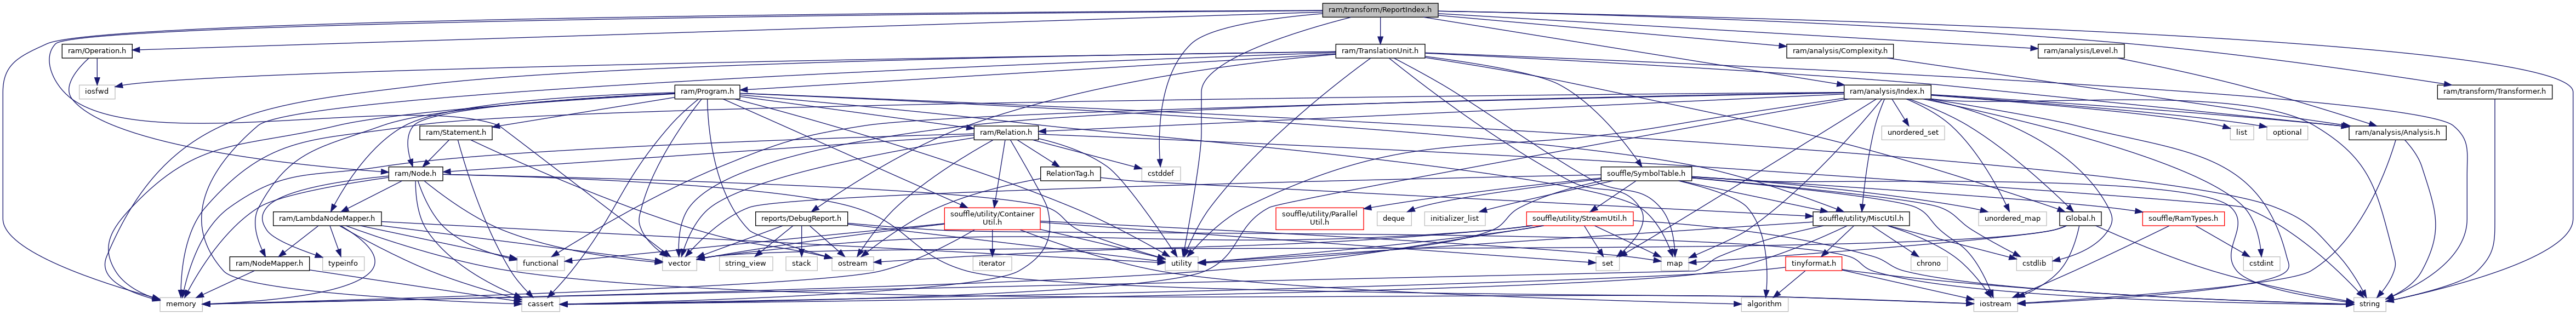 ram/transform/ReportIndex.h
ram/Operation.h
ram/TranslationUnit.h
ram/analysis/Complexity.h
ram/analysis/Level.h
iosfwd
ram/Program.h
ram/analysis/Index.h
ram/transform/Transformer.h
ram/Statement.h
ram/Relation.h
unordered_set
list
optional
ram/analysis/Analysis.h
ram/Node.h
cstddef
RelationTag.h
souffle/SymbolTable.h
ram/LambdaNodeMapper.h
reports/DebugReport.h
souffle/utility/Container
Util.h
souffle/utility/Parallel
Util.h
deque
initializer_list
souffle/utility/StreamUtil.h
souffle/utility/MiscUtil.h
unordered_map
Global.h
souffle/RamTypes.h
ram/NodeMapper.h
typeinfo
functional
vector
string_view
stack
ostream
iterator
utility
set
map
tinyformat.h
chrono
cstdlib
cstdint
memory
cassert
algorithm
iostream
string